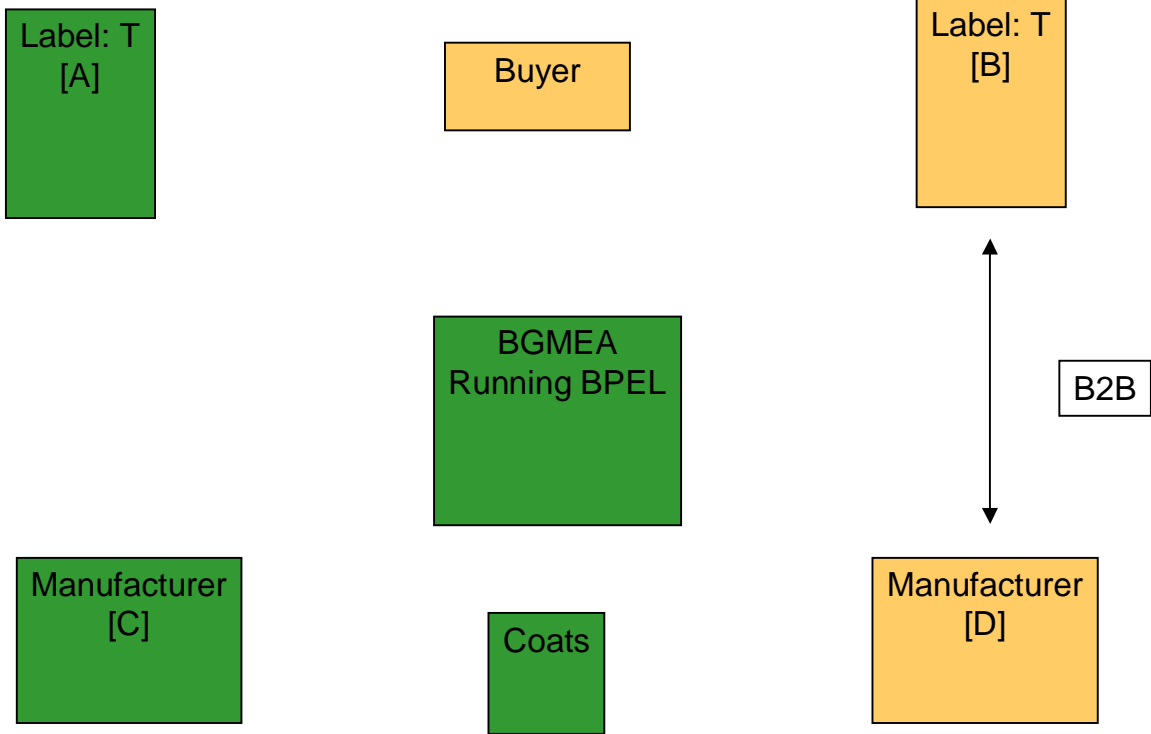 Label: T
[A]
Buyer
Label: T
[B]
BGMEA
Running BPEL
B2B
Manufacturer
[C]
Coats
Manufacturer
[D]